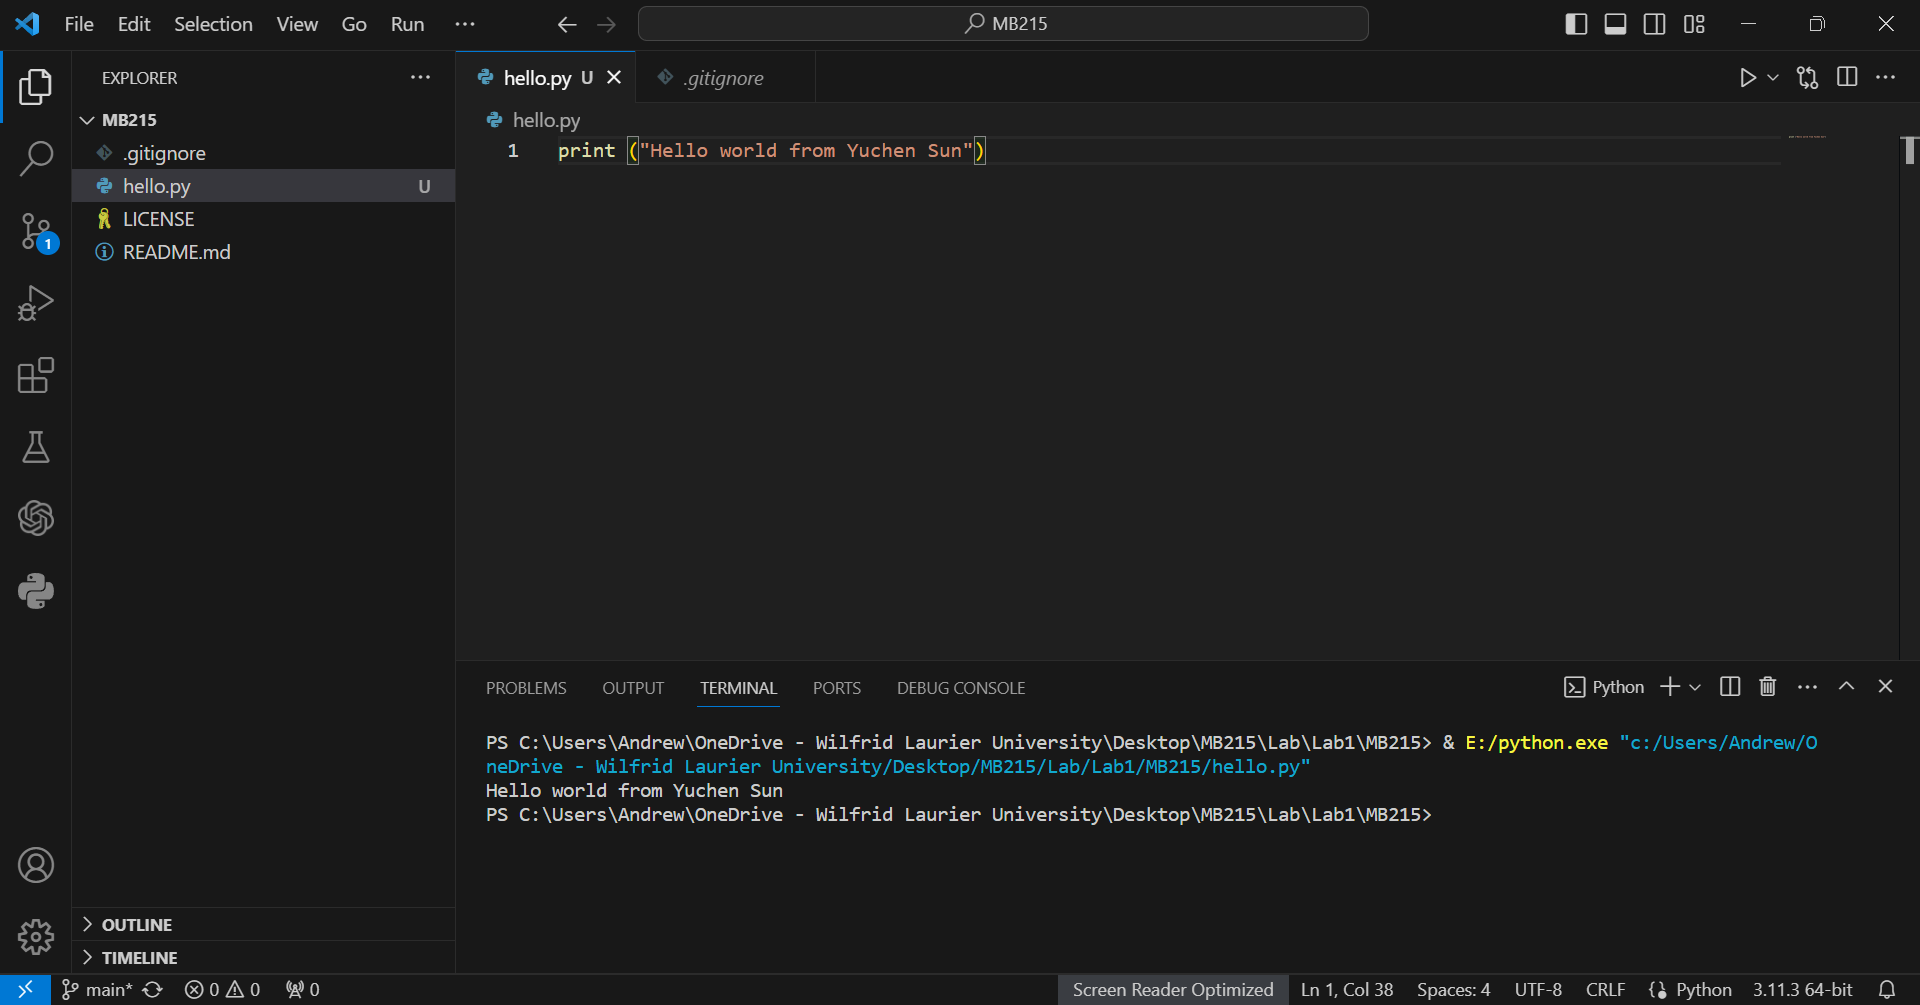 File Edit Selection View Go Run ··· MB215
EXPLORER ···
MB215
.gitignore
hello.py U
LICENSE
README.md
OUTLINE
TIMELINE
hello.py U .gitignore
hello.py
1 print ("Hello world from Yuchen Sun")
PROBLEMS OUTPUT TERMINAL PORTS DEBUG CONSOLE Python
PS C:\Users\Andrew\OneDrive - Wilfrid Laurier University\Desktop\MB215\Lab\Lab1\MB215> & E:/python.exe "c:/Users/Andrew/O
neDrive - Wilfrid Laurier University/Desktop/MB215/Lab/Lab1/MB215/hello.py"
Hello world from Yuchen Sun
PS C:\Users\Andrew\OneDrive - Wilfrid Laurier University\Desktop\MB215\Lab\Lab1\MB215>
1
main* 0 0 0 Screen Reader Optimized Ln 1, Col 38 Spaces: 4 UTF-8 CRLF Python 3.11.3 64-bit